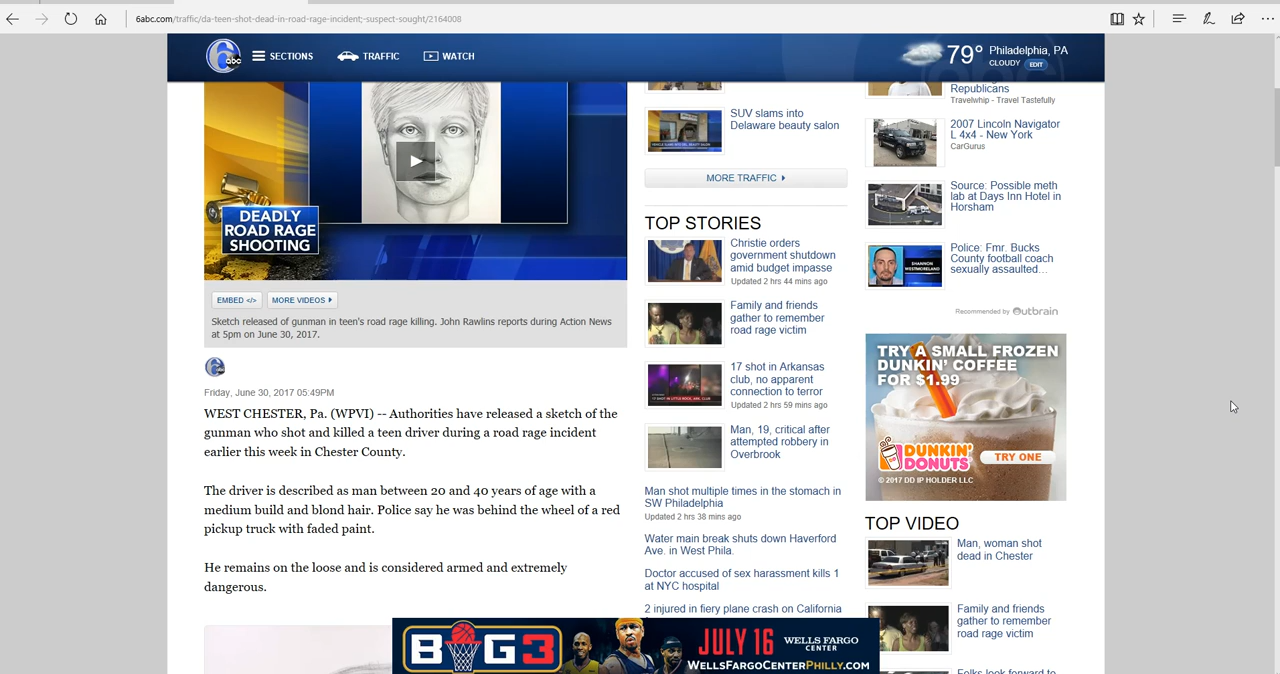 6abc.com/traffic/da-teen-shot-dead-in-road-rage-incident;-suspect-sought/2164008
6abc
SECTIONS
TRAFFIC
WATCH
79°
Philadelphia, PA
CLOUDY
EDIT
DEADLY
ROAD RAGE
SHOOTING
EMBED </>
MORE VIDEOS
Sketch released of gunman in teen's road rage killing. John Rawlins reports during Action News
at 5pm on June 30, 2017.
Friday, June 30, 2017 05:49PM
WEST CHESTER, Pa. (WPVI) -- Authorities have released a sketch of the
gunman who shot and killed a teen driver during a road rage incident
earlier this week in Chester County.
The driver is described as man between 20 and 40 years of age with a
medium build and blond hair. Police say he was behind the wheel of a red
pickup truck with faded paint.
He remains on the loose and is considered armed and extremely
dangerous.
SUV slams into
Delaware beauty salon
MORE TRAFFIC
TOP STORIES
Christie orders
government shutdown
amid budget impasse
Updated 2 hrs 44 mins ago
Family and friends
gather to remember
road rage victim
17 shot in Arkansas
club, no apparent
connection to terror
Updated 2 hrs 59 mins ago
Man, 19, critical after
attempted robbery in
Overbrook
Man shot multiple times in the stomach in
SW Philadelphia
Updated 2 hr 38 mins ago
Water main break shuts down Haverford
Ave. in West Phila.
Doctor accused of sex harassment kills 1
at NYC hospital
2 injured in fiery plane crash on California
Republicans
Travelwhip - Travel Tastefully
2007 Lincoln Navigator
L 4x4 - New York
CarGurus
Source: Possible meth
lab at Days Inn Hotel in
Horsham
Police: Fmr. Bucks
County football coach
sexually assaulted…
SHANNON
WESTMORELAND
Recommended by Outbrain
TRY A SMALL FROZEN
DUNKIN' COFFEE
FOR $1.99
DUNKIN'
DONUTS
TRY ONE
© 2017 DD IP HOLDER LLC
TOP VIDEO
Man, woman shot
dead in Chester
Family and friends
gather to remember
road rage victim
Folks look forward to
BIG3
JULY 16
WELLS FARGO
CENTER
WELLSFARGOCENTERPHILLY.COM